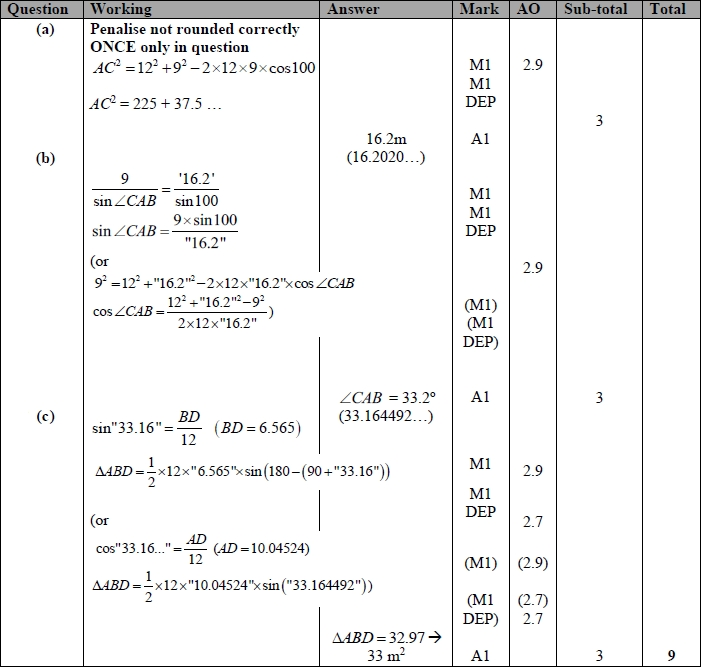 Question Working Answer Mark AO Sub-total Total
(a) Penalise not rounded correctly
ONCE only in question
AC² = 12² + 9² − 2×12×9×cos100 M1 2.9
M1
AC² = 225 + 37.5 … DEP
3
16.2m A1
(16.2020…)
(b)
9/sin∠CAB = '16.2'/sin100 M1
M1
sin∠CAB = 9×sin100/"16.2" DEP
(or 2.9
9² = 12² + "16.2"² − 2×12×"16.2"×cos∠CAB
cos∠CAB = 12² + "16.2"² − 9²/2×12×"16.2") (M1)
(M1
DEP)
∠CAB = 33.2° A1 3
(c) (33.164492…)
sin"33.16" = BD/12 (BD = 6.565)
ΔABD = 1/2×12×"6.565"×sin(180−(90+"33.16")) M1 2.9
M1
(or DEP 2.7
cos"33.16..." = AD/12 (AD = 10.04524) (M1) (2.9)
ΔABD = 1/2×12×"10.04524"×sin("33.164492")) (M1 (2.7)
DEP) 2.7
ΔABD = 32.97→
33 m² A1 3 9